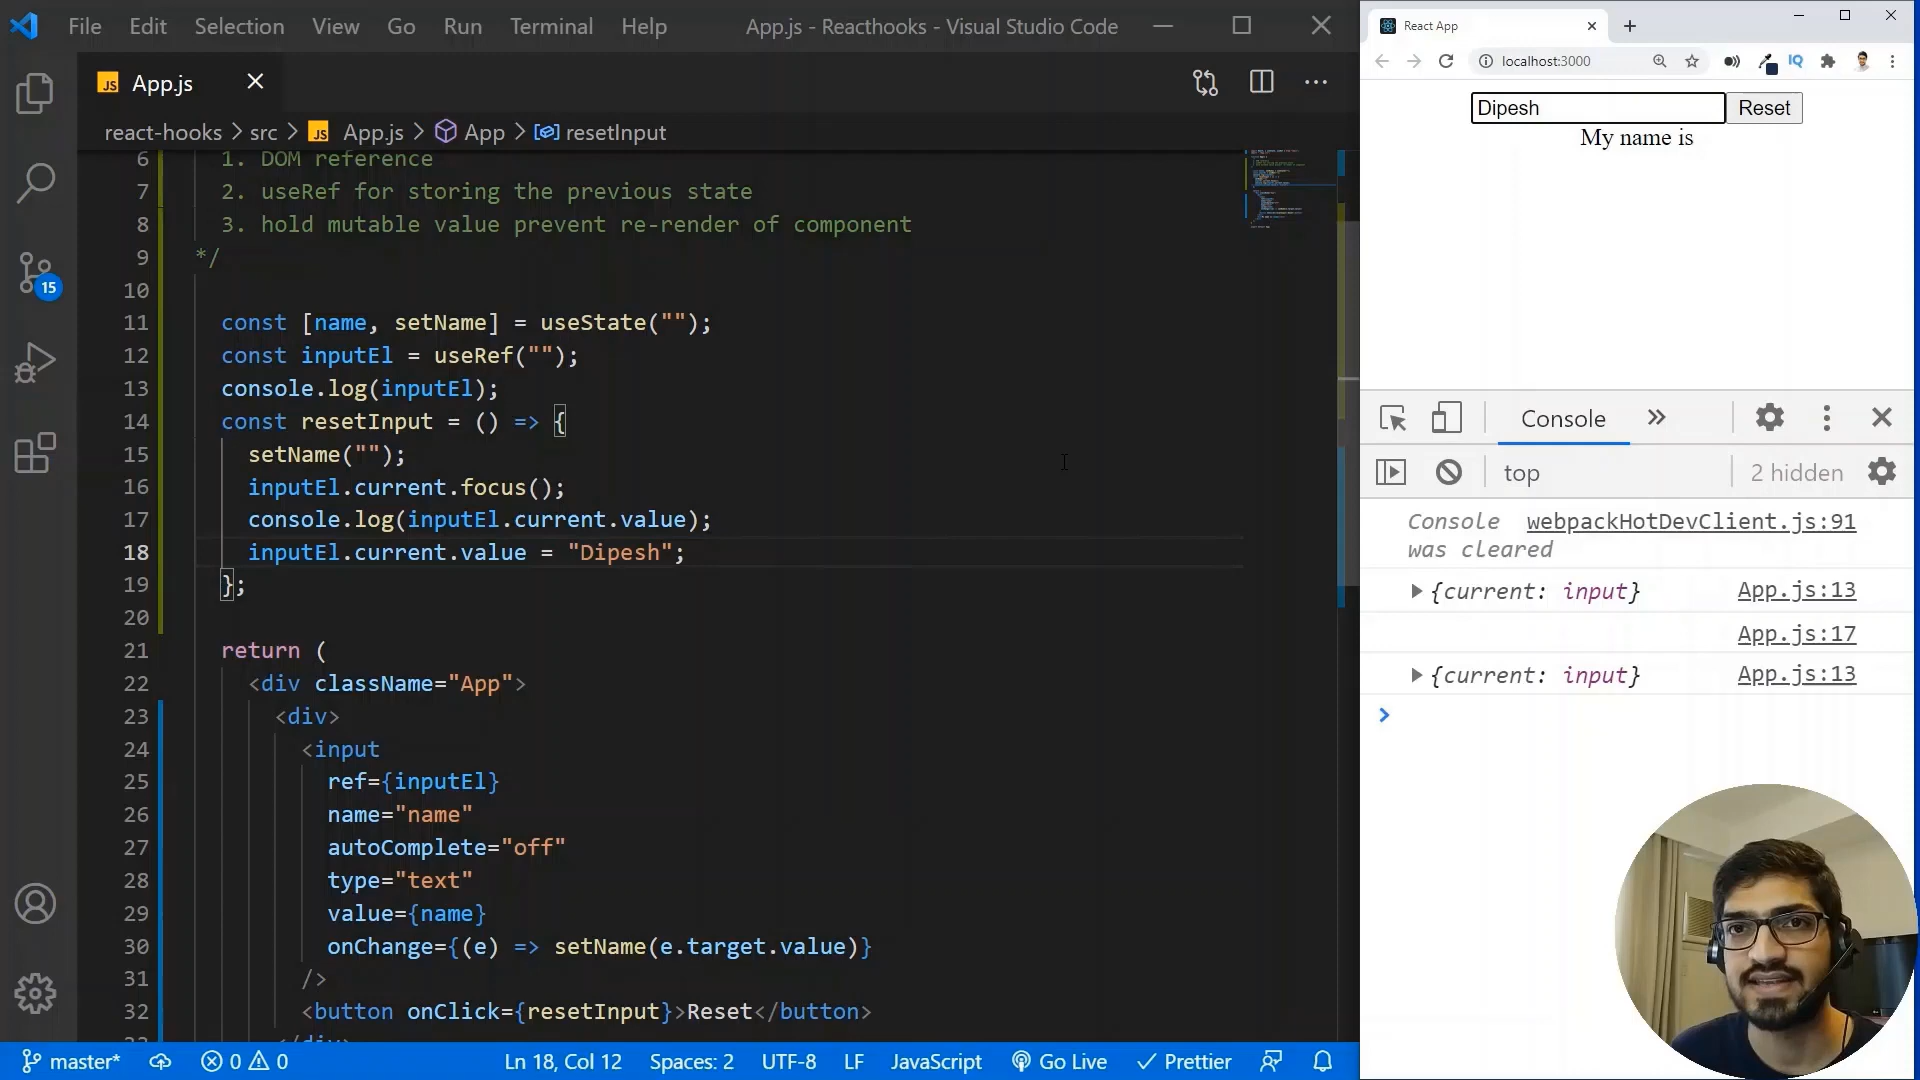 File Edit Selection View Go Run Terminal Help App.js - Reacthooks - Visual Studio Code
JS App.js
react-hooks > src > JS App.js > App > resetInput
6 1. DOM reference
7 2. useRef for storing the previous state
8 3. hold mutable value prevent re-render of component
9 */
10
11 const [name, setName] = useState("");
12 const inputEl = useRef("");
13 console.log(inputEl);
14 const resetInput = () => {
15 setName("");
16 inputEl.current.focus();
17 console.log(inputEl.current.value);
18 inputEl.current.value = "Dipesh";
19 };
20
21 return (
22 <div className="App">
23 <div>
24 <input
25 ref={inputEl}
26 name="name"
27 autoComplete="off"
28 type="text"
29 value={name}
30 onChange={(e) => setName(e.target.value)}
31 />
32 <button onClick={resetInput}>Reset</button>
33 </div>
15
master* 0 0 Ln 18, Col 12 Spaces: 2 UTF-8 LF JavaScript Go Live Prettier
React App
localhost:3000 IQ
Dipesh Reset
My name is
Console
top 2 hidden
Console was cleared webpackHotDevClient.js:91
{current: input} App.js:13
App.js:17
{current: input} App.js:13